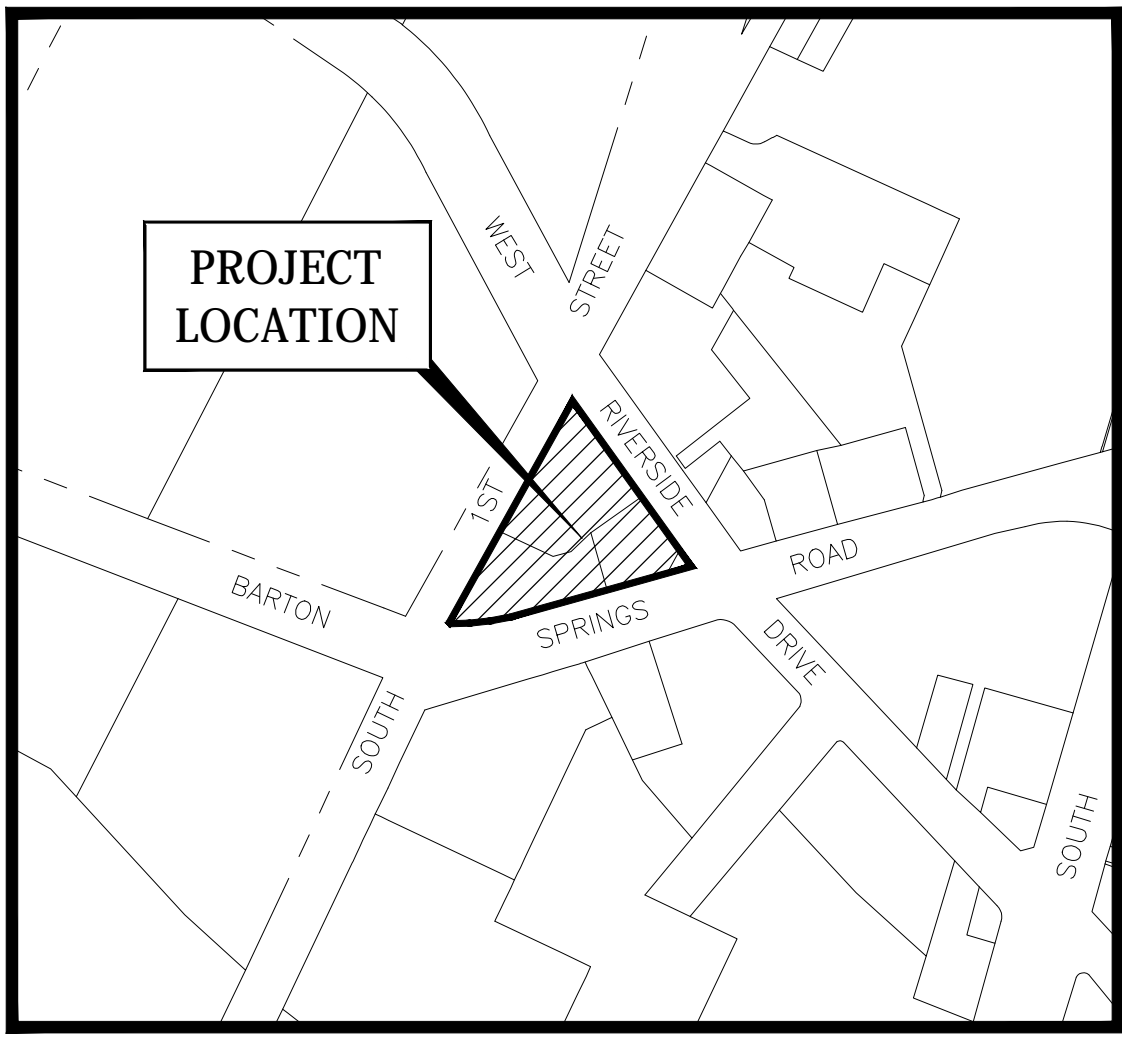 WEST
STREET
PROJECT
LOCATION
RIVERSIDE
1ST
ROAD
BARTON
SPRINGS
DRIVE
SOUTH
SOUTH